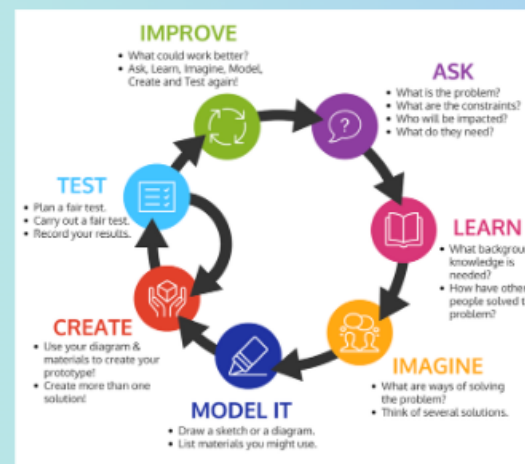 IMPROVE
• What could work better?
• Ask, Learn, Imagine, Model,
Create and Test again!
ASK
• What is the problem?
• What are the constraints?
• Who will be impacted?
• What do they need?
?
LEARN
• What
knowledge is
needed?
• How have
people solved
problem?
IMAGINE
• What are ways of solving
the problem?
• Think of several solutions.
MODEL IT
• Draw a sketch or a diagram.
• List materials you might use.
CREATE
• Use your diagram &
materials to create your
prototype!
• Create more than one
solution!
TEST
• Plan a fair test.
• Carry out a fair test.
• Record your results.